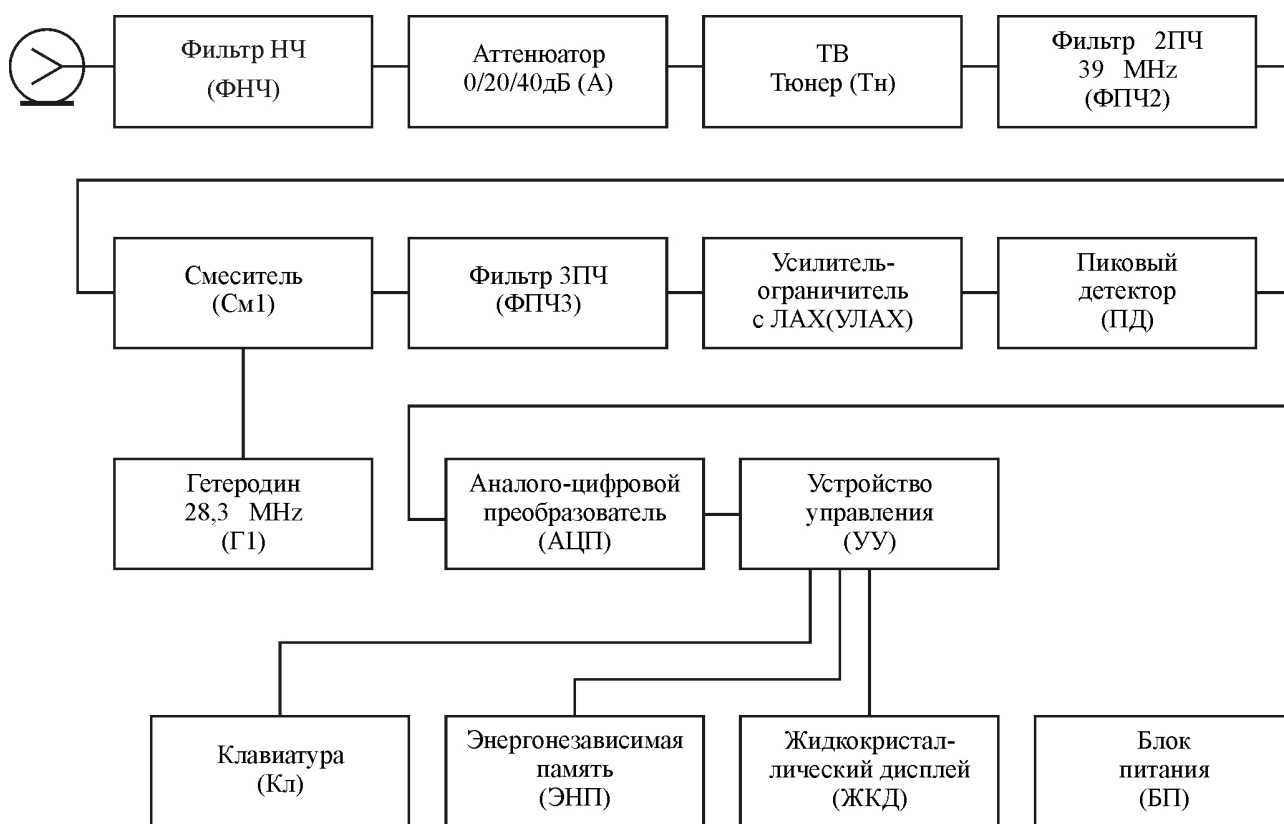 Фильтр НЧ
(ФНЧ)
Аттенюатор
0/20/40дБ (А)
ТВ
Тюнер (Тн)
Фильтр 2ПЧ
39 MHz
(ФПЧ2)
Смеситель
(См1)
Фильтр 3ПЧ
(ФПЧ3)
Усилитель-
ограничитель
с ЛАХ(УЛАХ)
Пиковый
детектор
(ПД)
Гетеродин
28,3 MHz
(Г1)
Аналого-цифровой
преобразователь
(АЦП)
Устройство
управления
(УУ)
Клавиатура
(Кл)
Энергонезависимая
память
(ЭНП)
Жидкокристал-
лический дисплей
(ЖКД)
Блок
питания
(БП)